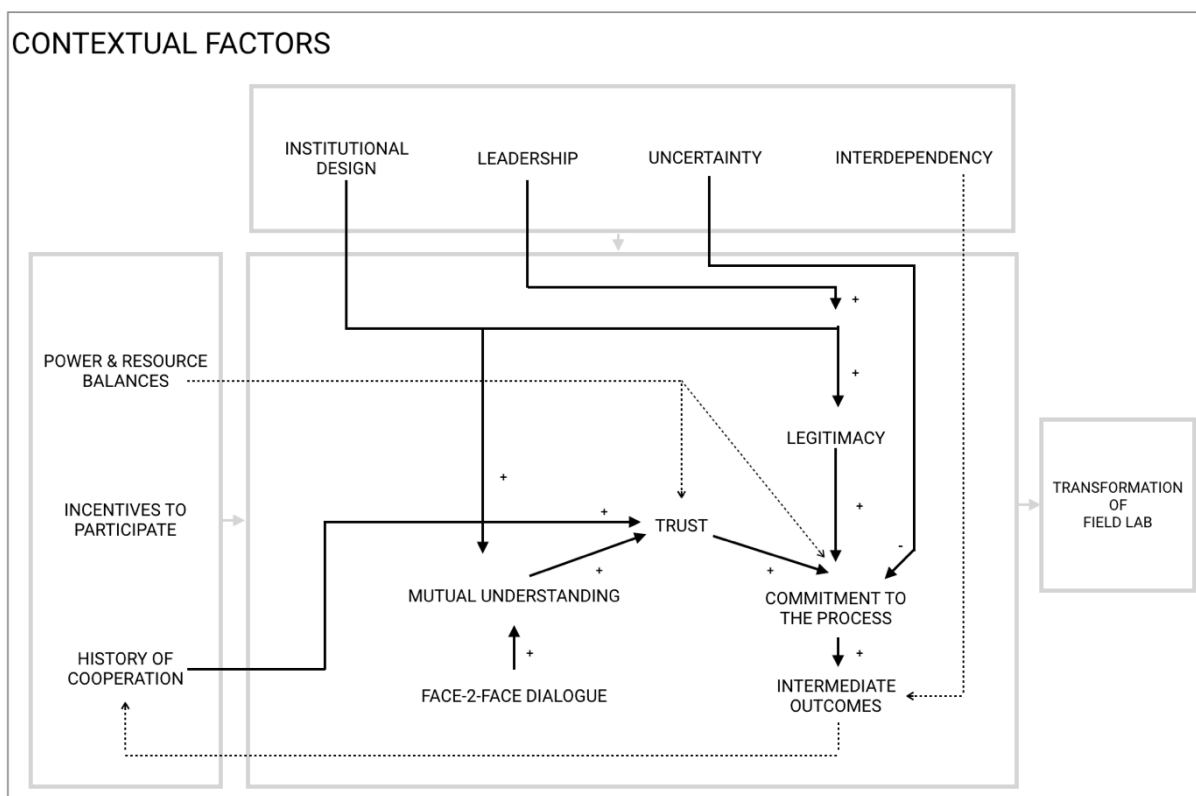 CONTEXTUAL FACTORS
INSTITUTIONAL
DESIGN
LEADERSHIP
UNCERTAINTY
INTERDEPENDENCY
+
+
POWER & RESOURCE
BALANCES
LEGITIMACY
+
+
INCENTIVES TO
PARTICIPATE
+
TRUST
TRANSFORMATION
OF
FIELD LAB
-
+
+
MUTUAL UNDERSTANDING
COMMITMENT TO
THE PROCESS
+
+
HISTORY OF
COOPERATION
FACE-2-FACE DIALOGUE
INTERMEDIATE
OUTCOMES